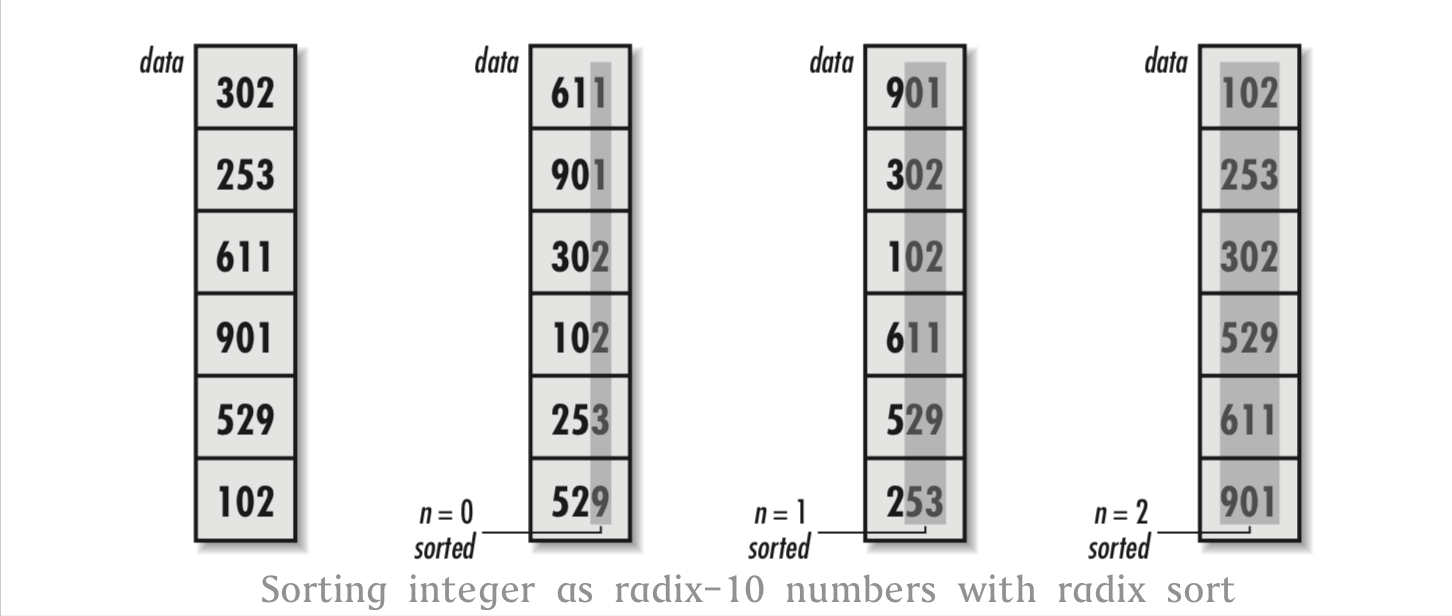 data
302
253
611
901
529
102
data
611
901
302
102
253
529
n = 0
sorted
data
901
302
102
611
529
253
n = 1
sorted
data
102
253
302
529
611
901
n = 2
sorted
Sorting integer as radix-10 numbers with radix sort